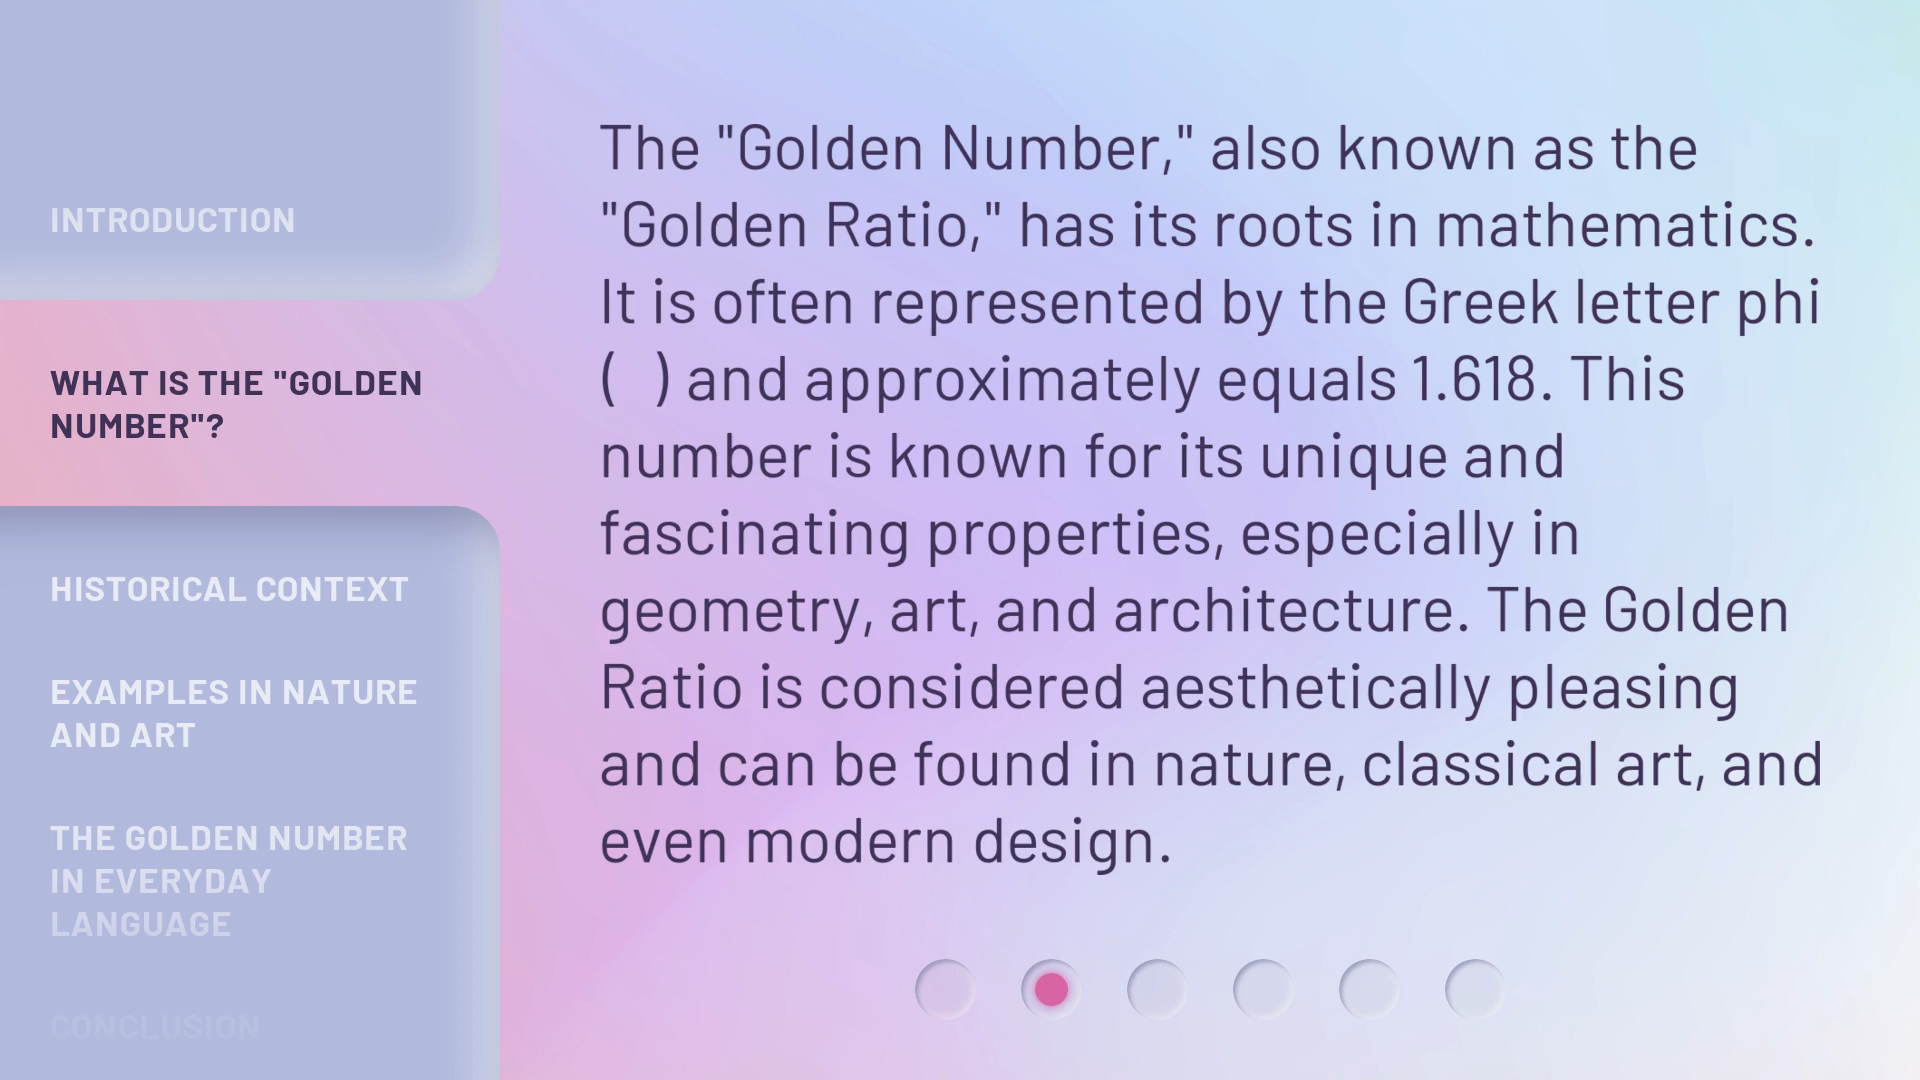 INTRODUCTION
WHAT IS THE "GOLDEN
NUMBER"?
HISTORICAL CONTEXT
EXAMPLES IN NATURE
AND ART
THE GOLDEN NUMBER
IN EVERYDAY
LANGUAGE
CONCLUSION
The "Golden Number," also known as the
"Golden Ratio," has its roots in mathematics.
It is often represented by the Greek letter phi
(  ) and approximately equals 1.618. This
number is known for its unique and
fascinating properties, especially in
geometry, art, and architecture. The Golden
Ratio is considered aesthetically pleasing
and can be found in nature, classical art, and
even modern design.